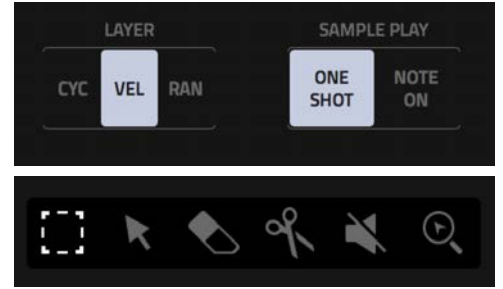 LAYER
SAMPLE PLAY
CYC VEL RAN
ONE SHOT
NOTE ON